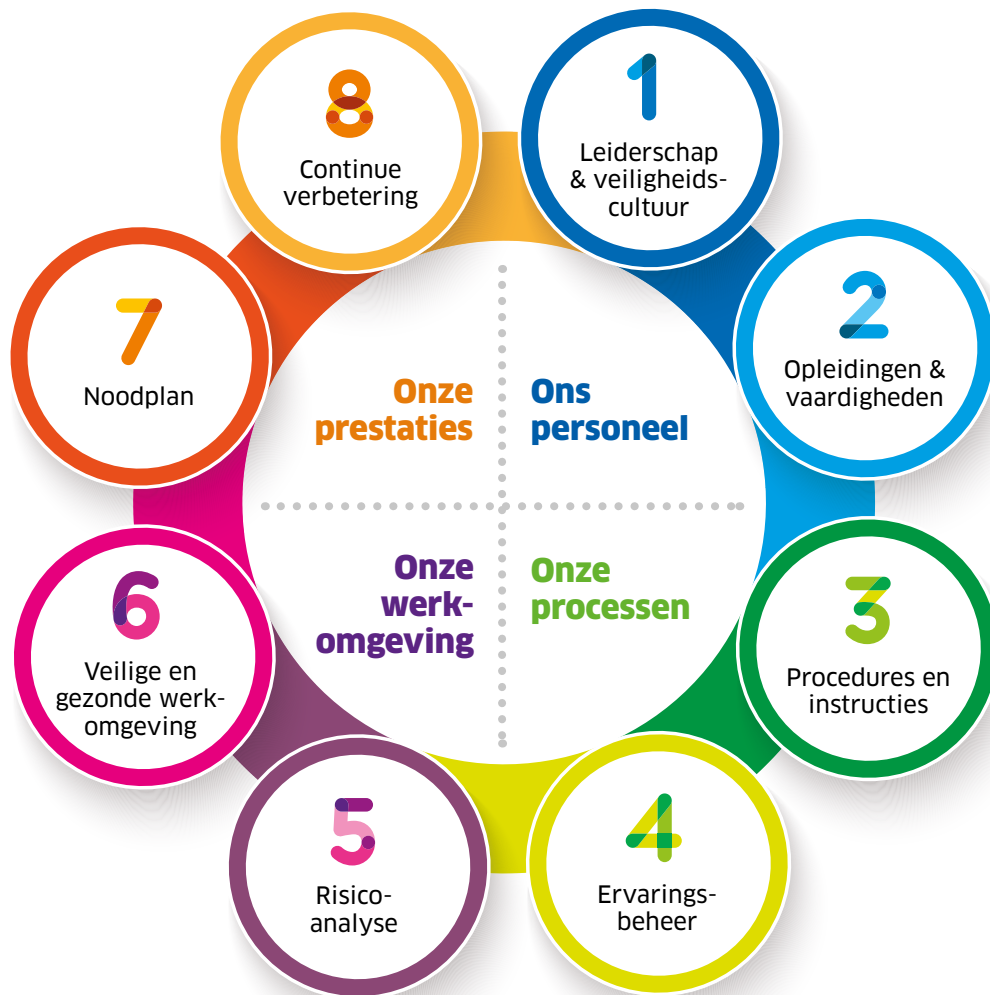 1
Leiderschap
& veiligheids-
cultuur
2
Opleidingen &
vaardigheden
3
Procedures en
instructies
4
Ervarings-
beheer
5
Risico-
analyse
6
Veilige en
gezonde werk-
omgeving
7
Noodplan
8
Continue
verbetering
Onze
prestaties
Ons
personeel
Onze
werk-
omgeving
Onze
processen